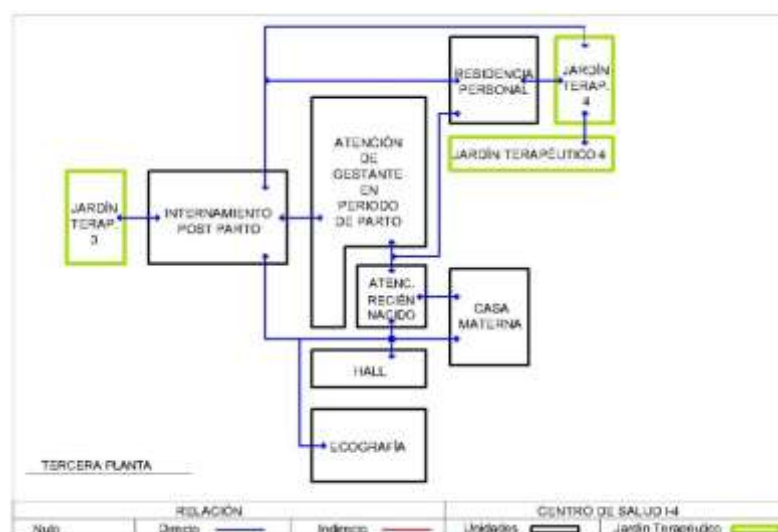 RESIDENCIA
PERSONAL
JARDÍN
TERAP.
4
ATENCIÓN
DE
GESTANTE
EN
PERIODO
DE PARTO
JARDÍN TERAPÉUTICO 4
JARDÍN
TERAP.
3
INTERNAMIENTO
POST PARTO
ATENC.
RECIÉN
NACIDO
CASA
MATERNA
HALL
ECOGRAFÍA
TERCERA PLANTA
RELACIÓN
CENTRO DE SALUD I-4
Nulo Directo Indirecto Unidades Jardín Terapéutico